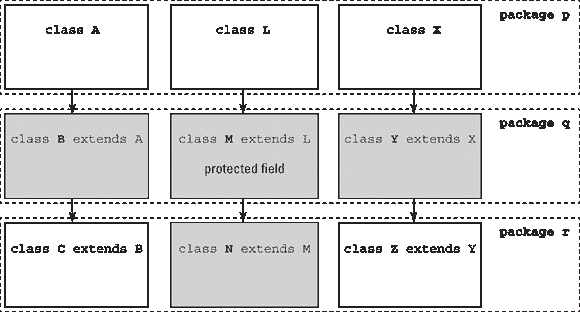 class A
class L
class X
package p
class B extends A
class M extends L
protected field
class Y extends X
package q
class C extends B
class N extends M
class Z extends Y
package r